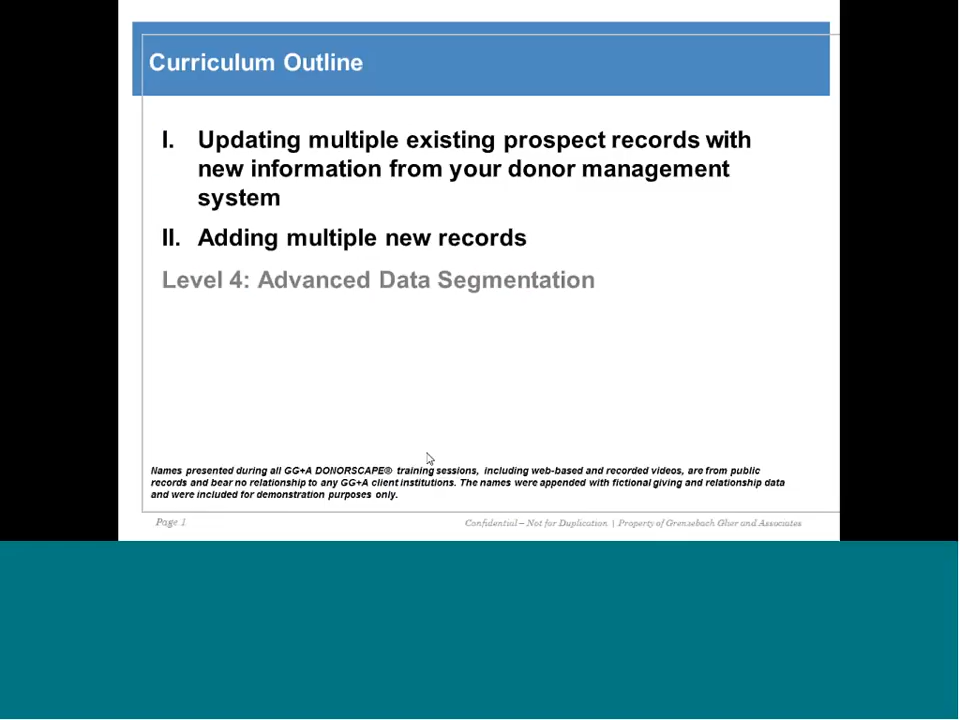 Curriculum Outline
I. Updating multiple existing prospect records with
new information from your donor management
system
II. Adding multiple new records
Level 4: Advanced Data Segmentation
Names presented during all GG+A DONORSCAPE® training sessions, including web-based and recorded videos, are from public
records and bear no relationship to any GG+A client institutions. The names were appended with fictional giving and relationship data
and were included for demonstration purposes only.
Page 1
Confidential – Not for Duplication | Property of Grenzebach Glier and Associates